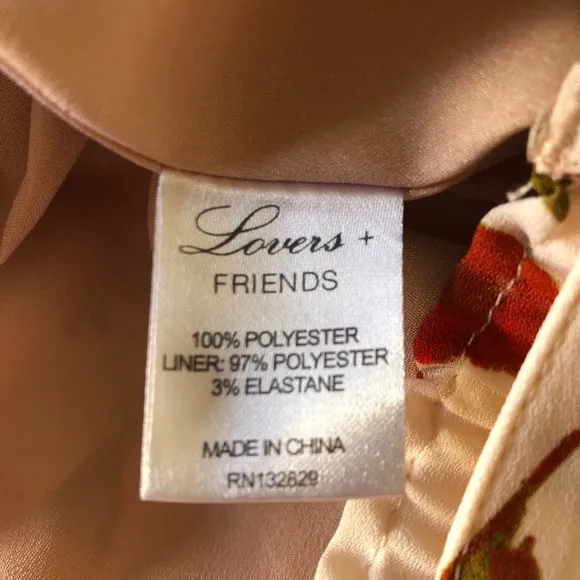 Lovers +
FRIENDS
100% POLYESTER
LINER: 97% POLYESTER
3% ELASTANE
MADE IN CHINA
RN132829